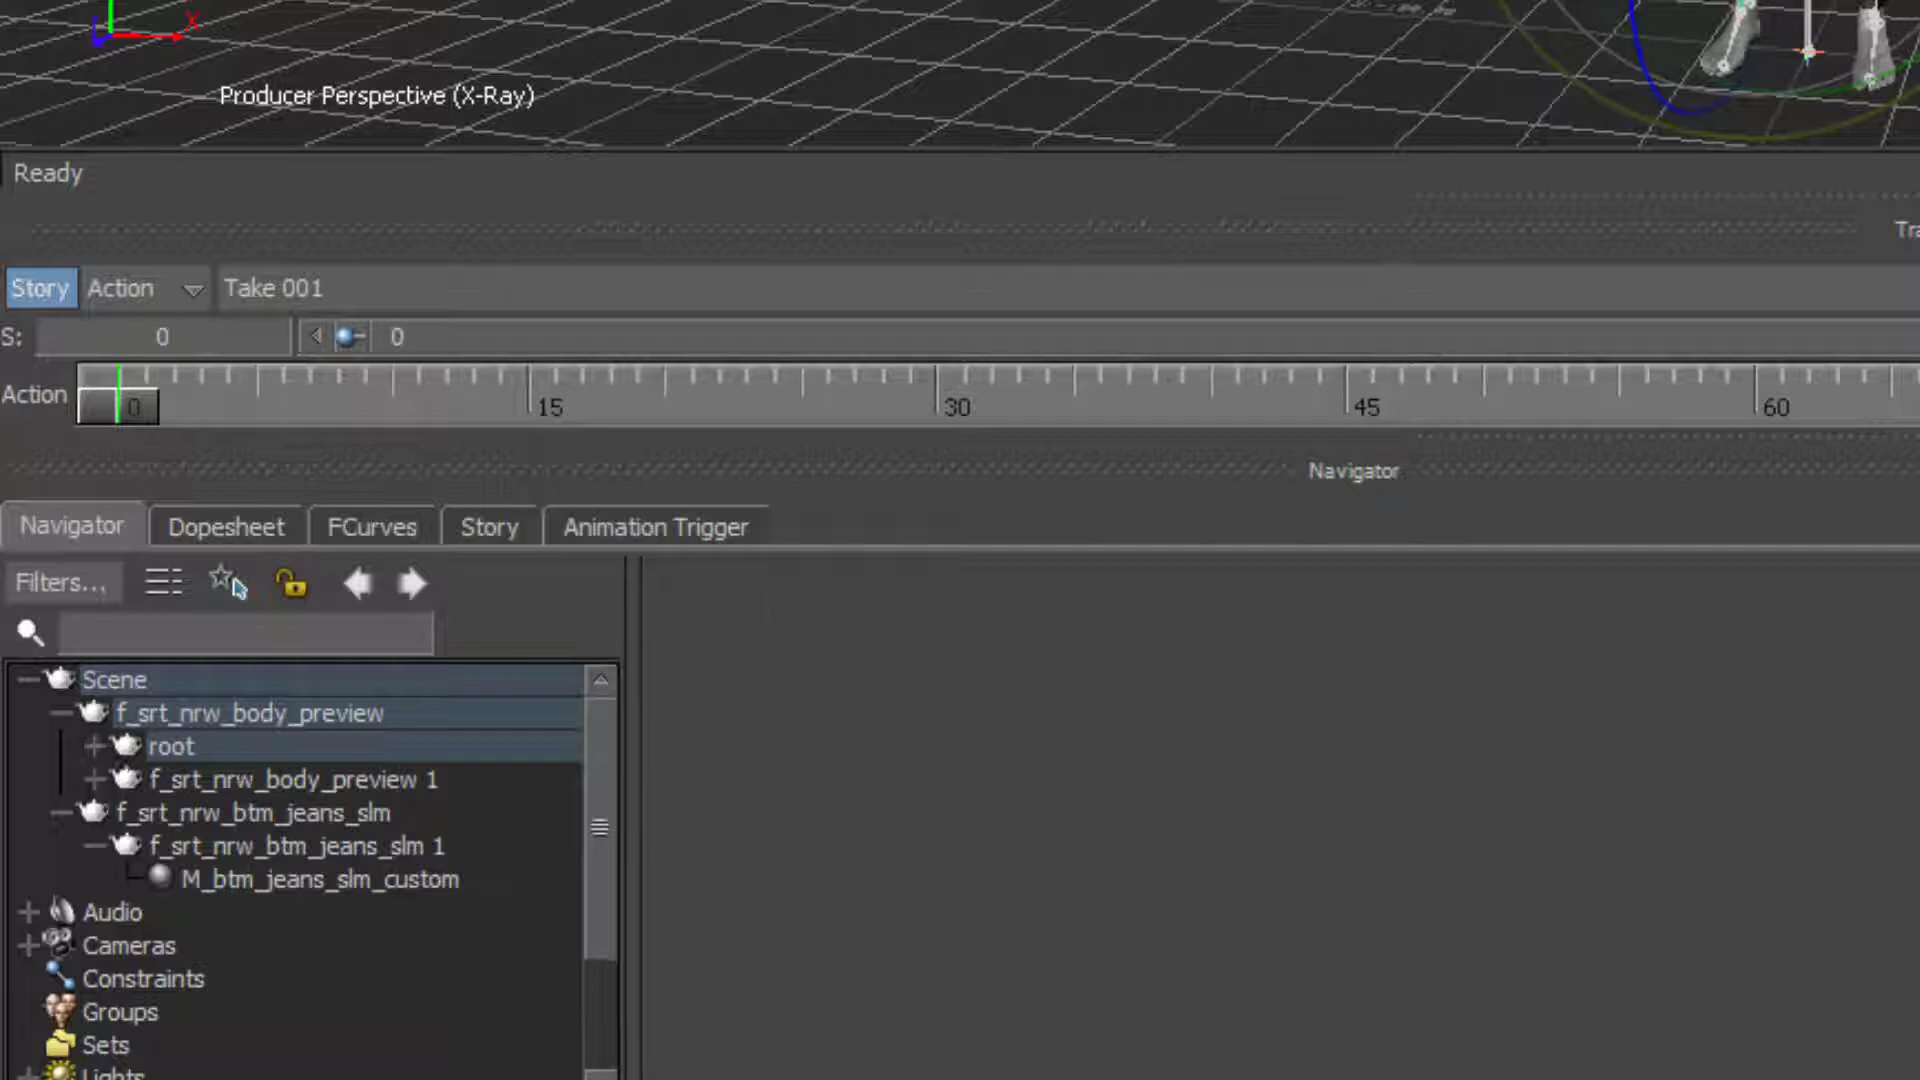 X
Producer Perspective (X-Ray)
Ready
Story Action Take 001
S: 0 0
Action 0 15 30 45 60
Navigator
Navigator Dopesheet FCurves Story Animation Trigger
Filters...
Scene
f_srt_nrw_body_preview
root
f_srt_nrw_body_preview 1
f_srt_nrw_btm_jeans_slm
f_srt_nrw_btm_jeans_slm 1
M_btm_jeans_slm_custom
Audio
Cameras
Constraints
Groups
Sets
Lights